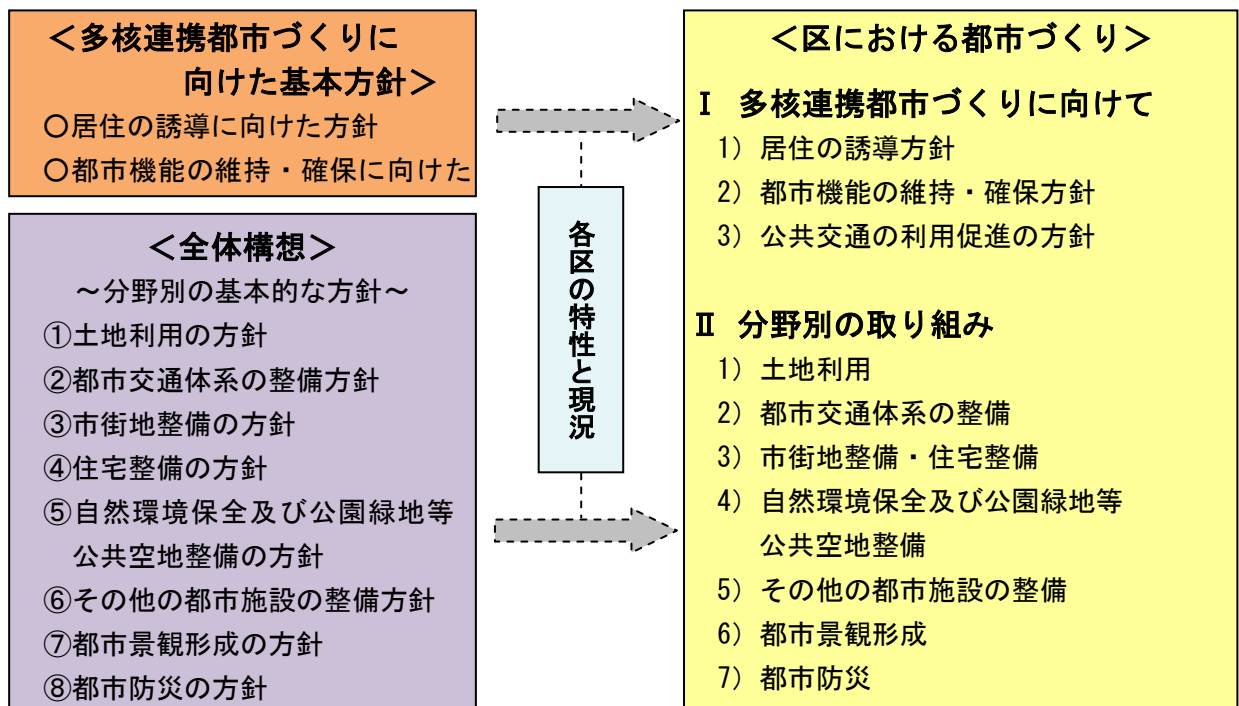 ＜多核連携都市づくりに
向けた基本方針＞
〇居住の誘導に向けた方針
〇都市機能の維持・確保に向けた
＜全体構想＞
～分野別の基本的な方針～
①土地利用の方針
②都市交通体系の整備方針
③市街地整備の方針
④住宅整備の方針
⑤自然環境保全及び公園緑地等
公共空地整備の方針
⑥その他の都市施設の整備方針
⑦都市景観形成の方針
⑧都市防災の方針
各区の特性と現況
＜区における都市づくり＞
Ⅰ 多核連携都市づくりに向けて
1）居住の誘導方針
2）都市機能の維持・確保方針
3）公共交通の利用促進の方針
Ⅱ 分野別の取り組み
1）土地利用
2）都市交通体系の整備
3）市街地整備・住宅整備
4）自然環境保全及び公園緑地等
公共空地整備
5）その他の都市施設の整備
6）都市景観形成
7）都市防災